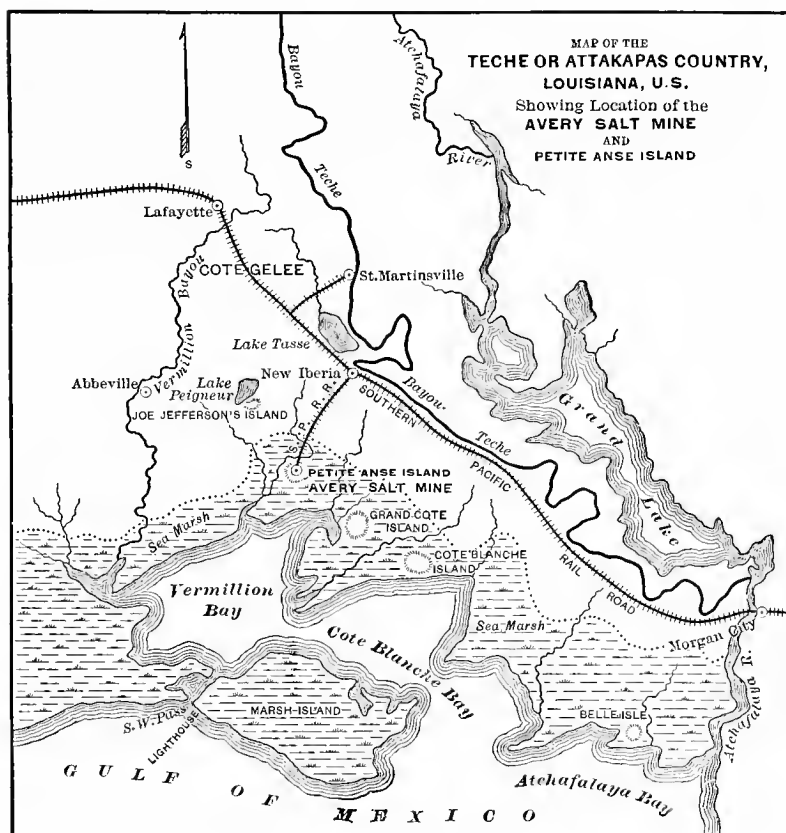 MAP OF THE
TECHE OR ATTAKAPAS COUNTRY,
LOUISIANA, U.S.
Showing Location of the
AVERY SALT MINE
AND
PETITE ANSE ISLAND
S
Bayou
Teche
Atchafalaya
River
Lafayette
COTE GELEE
St. Martinsville
Bayou
Vermillion
Lake Tasse
Abbeville
Lake
Peigneur
JOE JEFFERSON'S ISLAND
New Iberia
S. P. R. R.
SOUTHERN
PACIFIC
RAIL
ROAD
Bayou
Teche
Grand
Lake
PETITE ANSE ISLAND
AVERY SALT MINE
GRAND COTE
ISLAND
COTE BLANCHE
ISLAND
Sea Marsh
Vermillion
Bay
Cote Blanche Bay
Sea Marsh
Morgan City
Atchafalaya R.
MARSH ISLAND
BELLE ISLE
S.W. Pass
LIGHTHOUSE
Atchafalaya Bay
GULF OF MEXICO